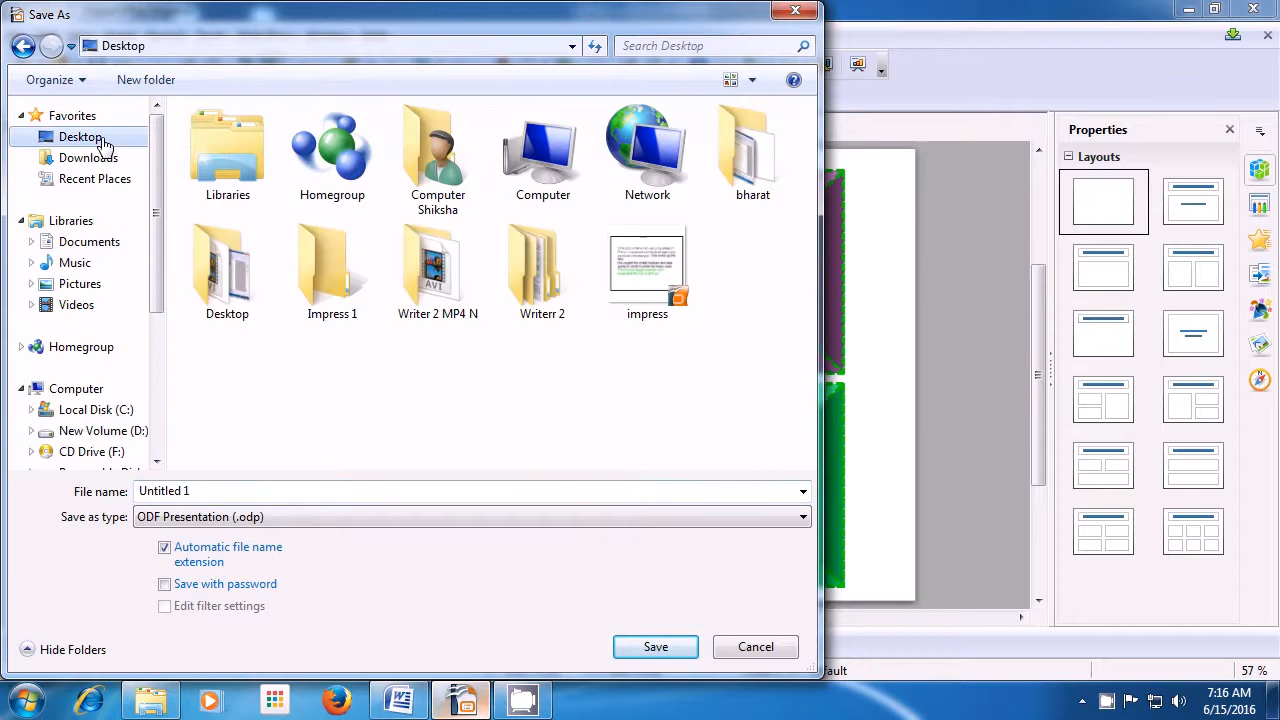 Save As
Desktop
Search Desktop
Organize
New folder
Favorites
Desktop
Downloads
Recent Places
Libraries
Documents
Music
Pictures
Videos
Homegroup
Computer
Local Disk (C:)
New Volume (D:)
CD Drive (F:)
Libraries
Homegroup
Computer
Shiksha
Computer
Network
bharat
Desktop
Impress 1
AVI
Writer 2 MP4 N
Writerr 2
impress
File name:
Untitled 1
Save as type:
ODF Presentation (.odp)
Automatic file name
extension
Save with password
Edit filter settings
Hide Folders
Save
Cancel
Properties
Layouts
fault
57 %
7:16 AM
6/15/2016